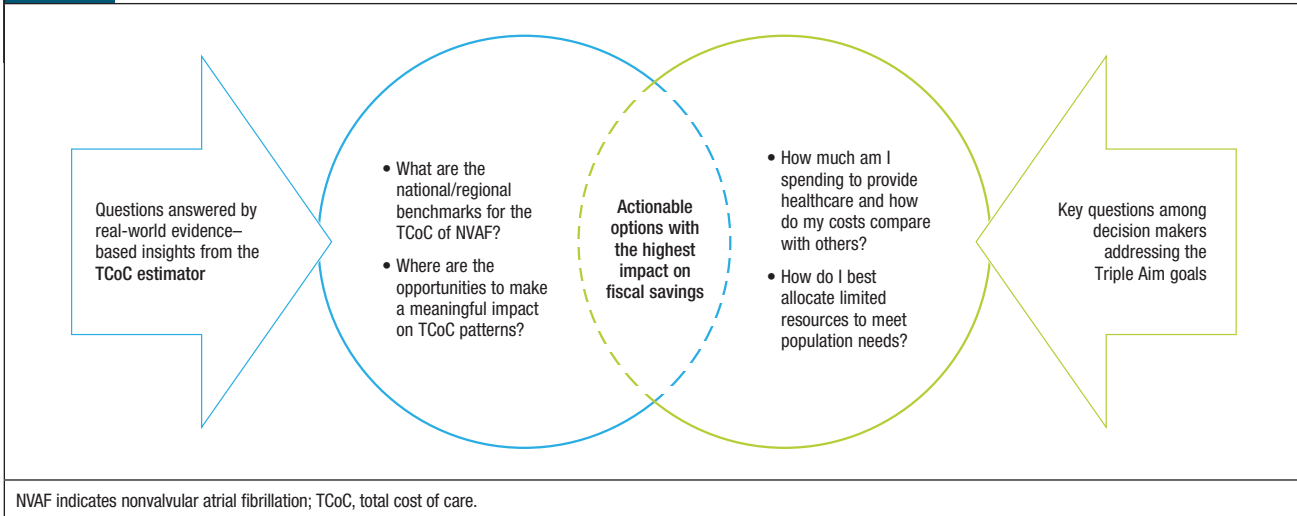 Questions answered by
real-world evidence–
based insights from the
TCoC estimator
• What are the
national/regional
benchmarks for the
TCoC of NVAF?
• Where are the
opportunities to make
a meaningful impact
on TCoC patterns?
Actionable
options with
the highest
impact on
fiscal savings
• How much am I
spending to provide
healthcare and how
do my costs compare
with others?
• How do I best
allocate limited
resources to meet
population needs?
Key questions among
decision makers
addressing the
Triple Aim goals
NVAF indicates nonvalvular atrial fibrillation; TCoC, total cost of care.